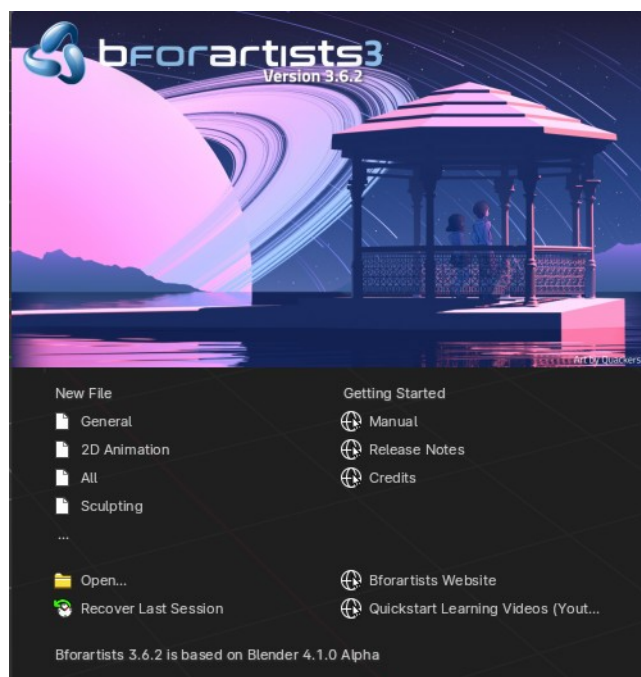 bforartists3
Version 3.6.2
Art by Quackers
New File
General
2D Animation
All
Sculpting
...
Open...
Recover Last Session
Getting Started
Manual
Release Notes
Credits
Bforartists Website
Quickstart Learning Videos (Yout...
Bforartists 3.6.2 is based on Blender 4.1.0 Alpha